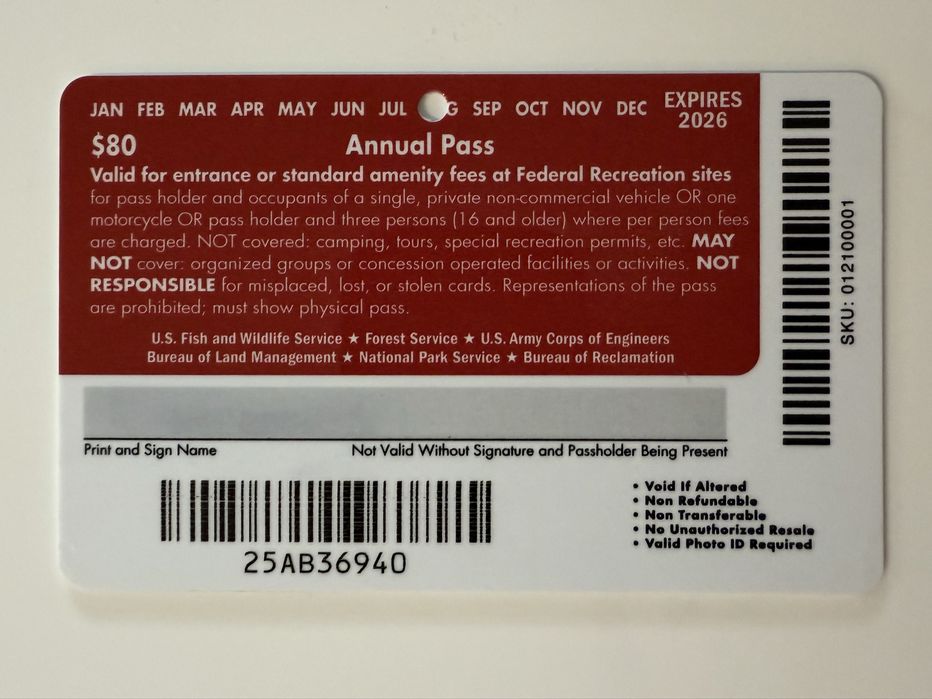 JAN FEB MAR APR MAY JUN JUL G SEP OCT NOV DEC
EXPIRES
2026
$80
Annual Pass
Valid for entrance or standard amenity fees at Federal Recreation sites
for pass holder and occupants of a single, private non-commercial vehicle OR one
motorcycle OR pass holder and three persons (16 and older) where per person fees
are charged. NOT covered: camping, tours, special recreation permits, etc. MAY
NOT cover: organized groups or concession operated facilities or activities. NOT
RESPONSIBLE for misplaced, lost, or stolen cards. Representations of the pass
are prohibited; must show physical pass.
U.S. Fish and Wildlife Service ★ Forest Service ★ U.S. Army Corps of Engineers
Bureau of Land Management ★ National Park Service ★ Bureau of Reclamation
Print and Sign Name
Not Valid Without Signature and Passholder Being Present
25AB36940
• Void If Altered
• Non Refundable
• Non Transferable
• No Unauthorized Resale
• Valid Photo ID Required
SKU: 012100001